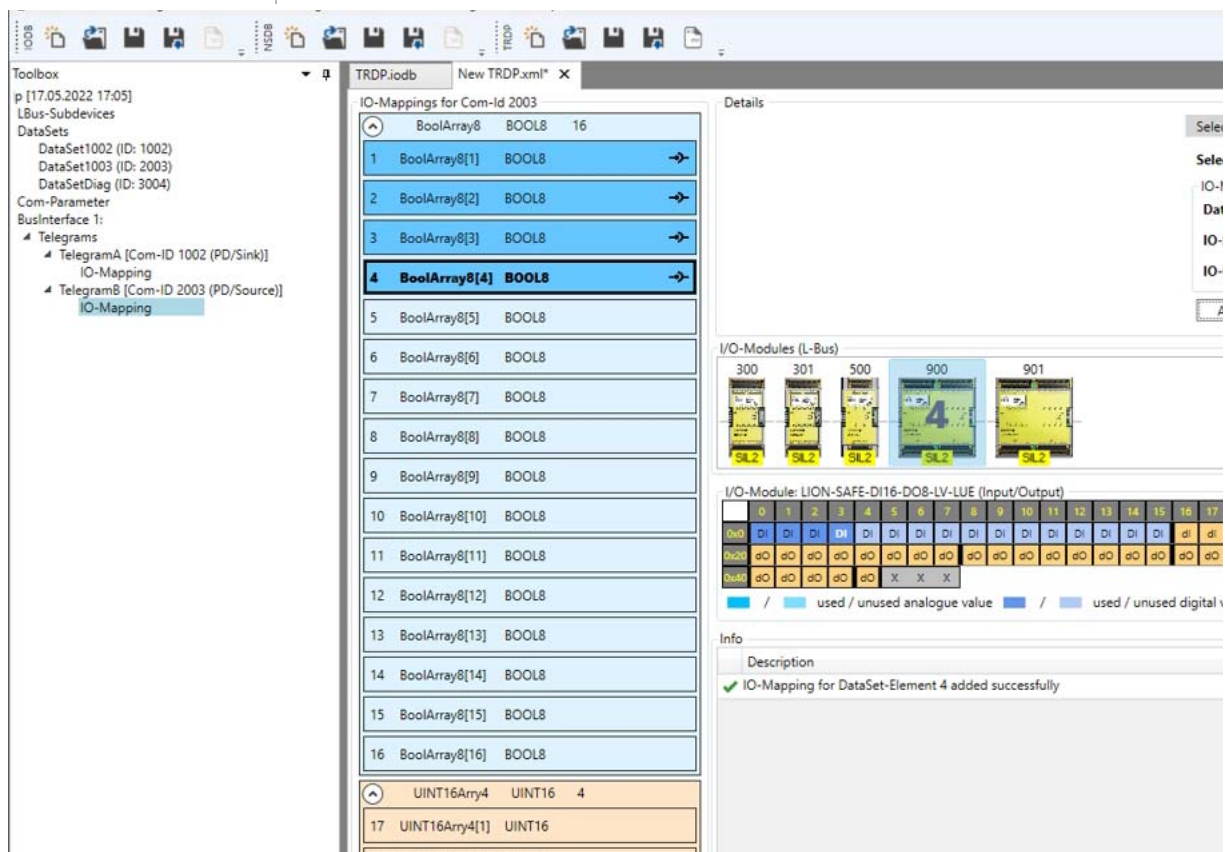 IODB
NSDB
TRDP
Toolbox
p [17.05.2022 17:05]
LBus-Subdevices
DataSets
DataSet1002 (ID: 1002)
DataSet1003 (ID: 2003)
DataSetDiag (ID: 3004)
Com-Parameter
BusInterface 1:
Telegrams
TelegramA [Com-ID 1002 (PD/Sink)]
IO-Mapping
TelegramB [Com-ID 2003 (PD/Source)]
IO-Mapping
TRDP.iodb
New TRDP.xml*
IO-Mappings for Com-Id 2003
BoolArray8 BOOL8 16
1 BoolArray8[1] BOOL8
2 BoolArray8[2] BOOL8
3 BoolArray8[3] BOOL8
4 BoolArray8[4] BOOL8
5 BoolArray8[5] BOOL8
6 BoolArray8[6] BOOL8
7 BoolArray8[7] BOOL8
8 BoolArray8[8] BOOL8
9 BoolArray8[9] BOOL8
10 BoolArray8[10] BOOL8
11 BoolArray8[11] BOOL8
12 BoolArray8[12] BOOL8
13 BoolArray8[13] BOOL8
14 BoolArray8[14] BOOL8
15 BoolArray8[15] BOOL8
16 BoolArray8[16] BOOL8
UINT16Arry4 UINT16 4
17 UINT16Arry4[1] UINT16
Details
Selec
Selec
IO-M
Dat
IO-
IO-
A
I/O-Modules (L-Bus)
300 301 500 900 901
4
SIL2 SIL2 SIL2 SIL2 SIL2
I/O-Module: LION-SAFE-DI16-DO8-LV-LUE (Input/Output)
0 1 2 3 4 5 6 7 8 9 10 11 12 13 14 15 16 17
0x0 DI DI DI DI DI DI DI DI DI DI DI DI DI DI DI DI dI dI
0x20 dO dO dO dO dO dO dO dO dO dO dO dO dO dO dO dO dO dO
0x40 dO dO dO dO dO X X X
/ used / unused analogue value / used / unused digital v
Info
Description
IO-Mapping for DataSet-Element 4 added successfully